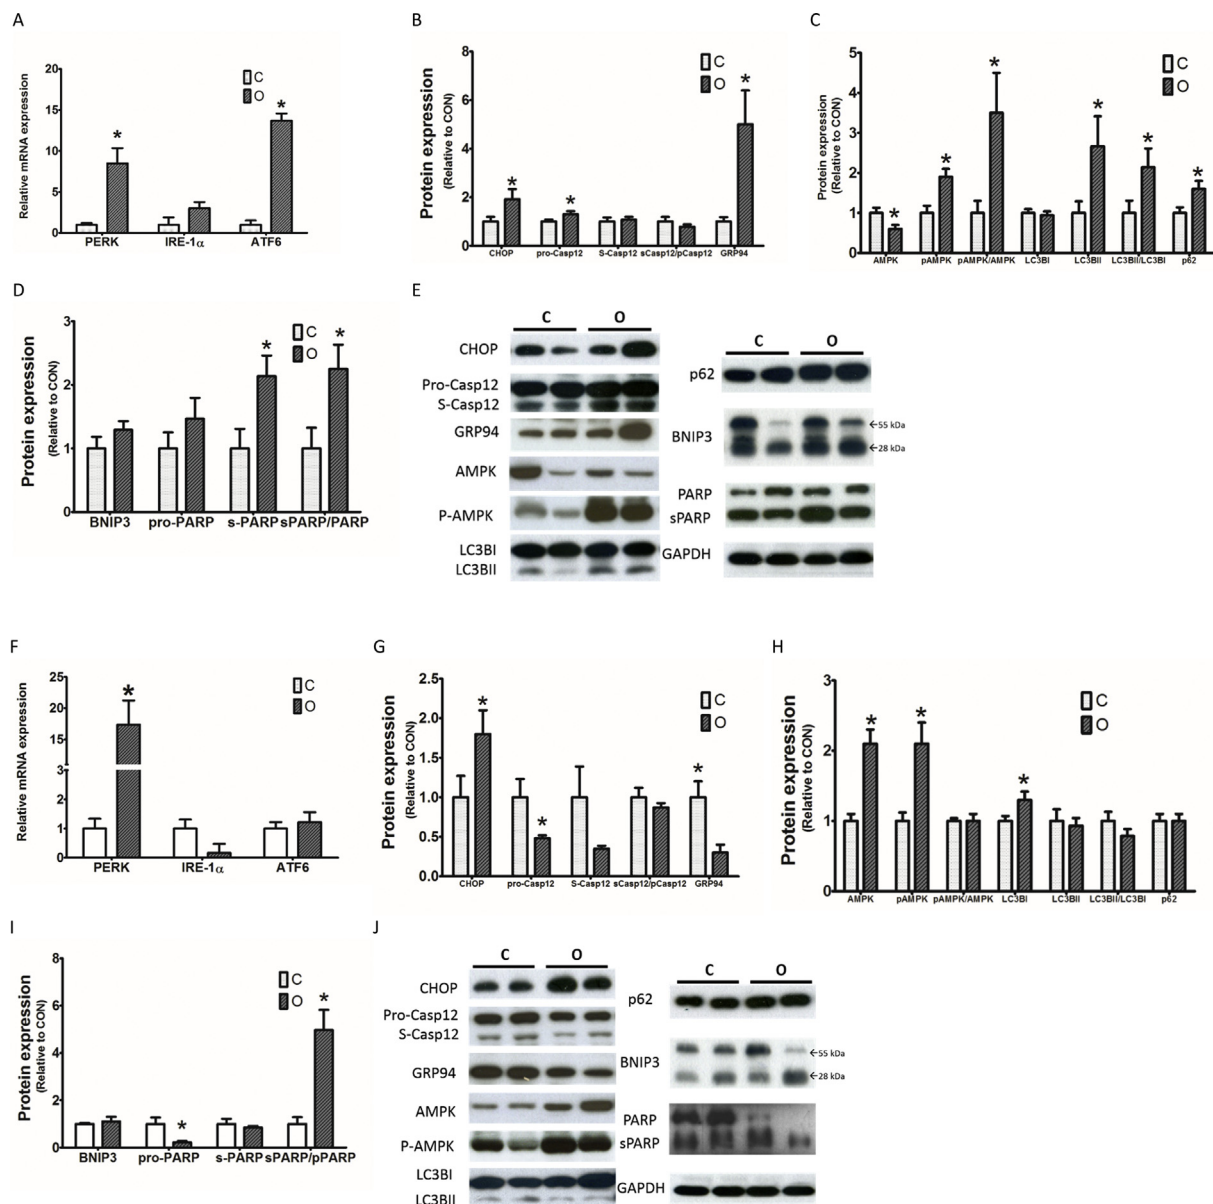 A
Relative mRNA expression
20
15
10
5
0
C
O
*
*
PERK IRE-1α ATF6
B
Protein expression
(Relative to CON)
8
6
4
2
0
C
O
*
*
*
CHOP pro-Casp12 S-Casp12 sCasp12/pCasp12 GRP94
C
Protein expression
(Relative to CON)
5
4
3
2
1
0
C
O
*
*
*
*
*
*
AMPK pAMPK pAMPK/AMPK LC3BI LC3BII LC3BII/LC3BI p62
D
Protein expression
(Relative to CON)
3
2
1
0
C
O
*
*
BNIP3 pro-PARP s-PARP sPARP/PARP
E
C O
CHOP
Pro-Casp12
S-Casp12
GRP94
AMPK
P-AMPK
LC3BI
LC3BII
C O
p62
BNIP3
←55 kDa
←28 kDa
PARP
sPARP
GAPDH
F
Relative mRNA expression
25
20
15
10
3
2
1
0
C
O
*
PERK IRE-1α ATF6
G
Protein expression
(Relative to CON)
2.5
2.0
1.5
1.0
0.5
0.0
C
O
*
*
*
CHOP pro-Casp12 S-Casp12 sCasp12/pCasp12 GRP94
H
Protein expression
(Relative to CON)
3
2
1
0
C
O
*
*
*
AMPK pAMPK pAMPK/AMPK LC3BI LC3BII LC3BII/LC3BI p62
I
Protein expression
(Relative to CON)
8
6
4
2
0
C
O
*
*
BNIP3 pro-PARP s-PARP sPARP/pPARP
J
C O
CHOP
Pro-Casp12
S-Casp12
GRP94
AMPK
P-AMPK
LC3BI
LC3BII
C O
p62
BNIP3
←55 kDa
←28 kDa
PARP
sPARP
GAPDH